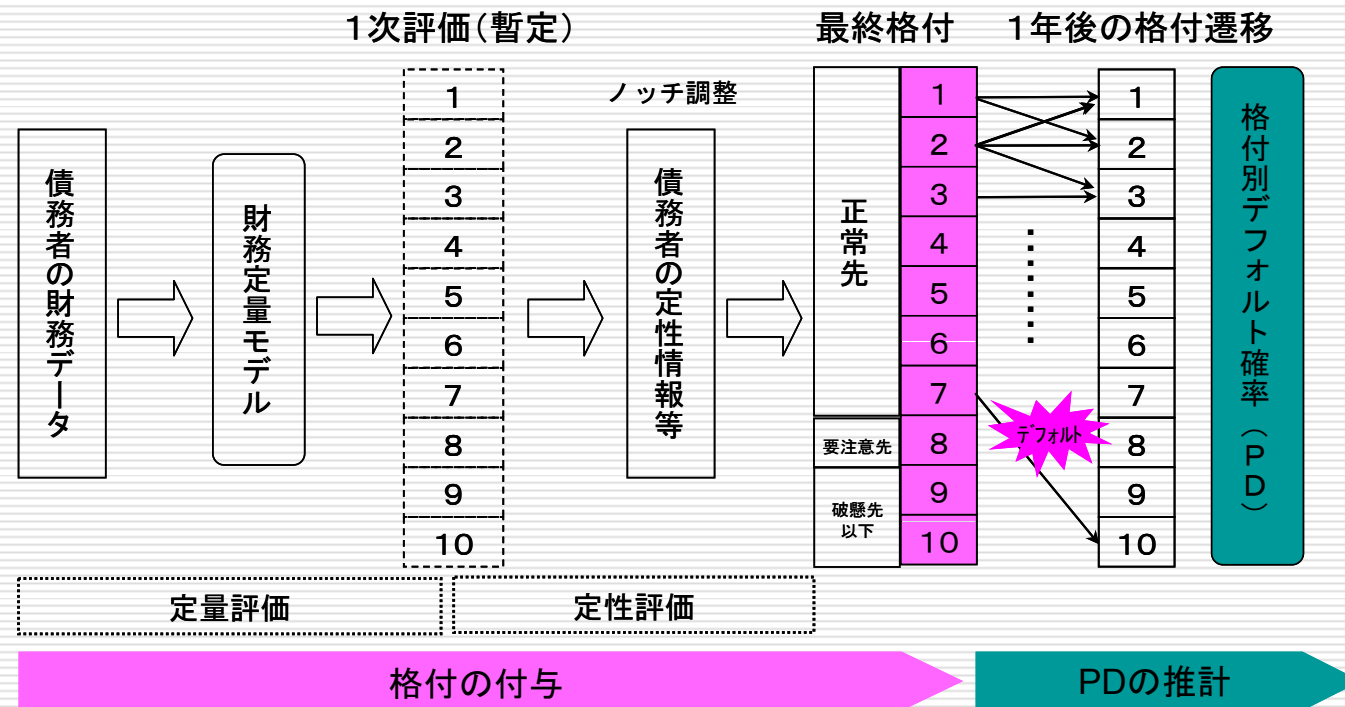 1次評価(暫定)
最終格付
1年後の格付遷移
債務者の財務データ
財務定量モデル
1
2
3
4
5
6
7
8
9
10
ノッチ調整
債務者の定性情報等
正常先
要注意先
破懸先
以下
1
2
3
4
5
6
7
8
9
10
デフォルト
1
2
3
4
5
6
7
8
9
10
格付別デフォルト確率(PD)
定量評価
定性評価
格付の付与
PDの推計